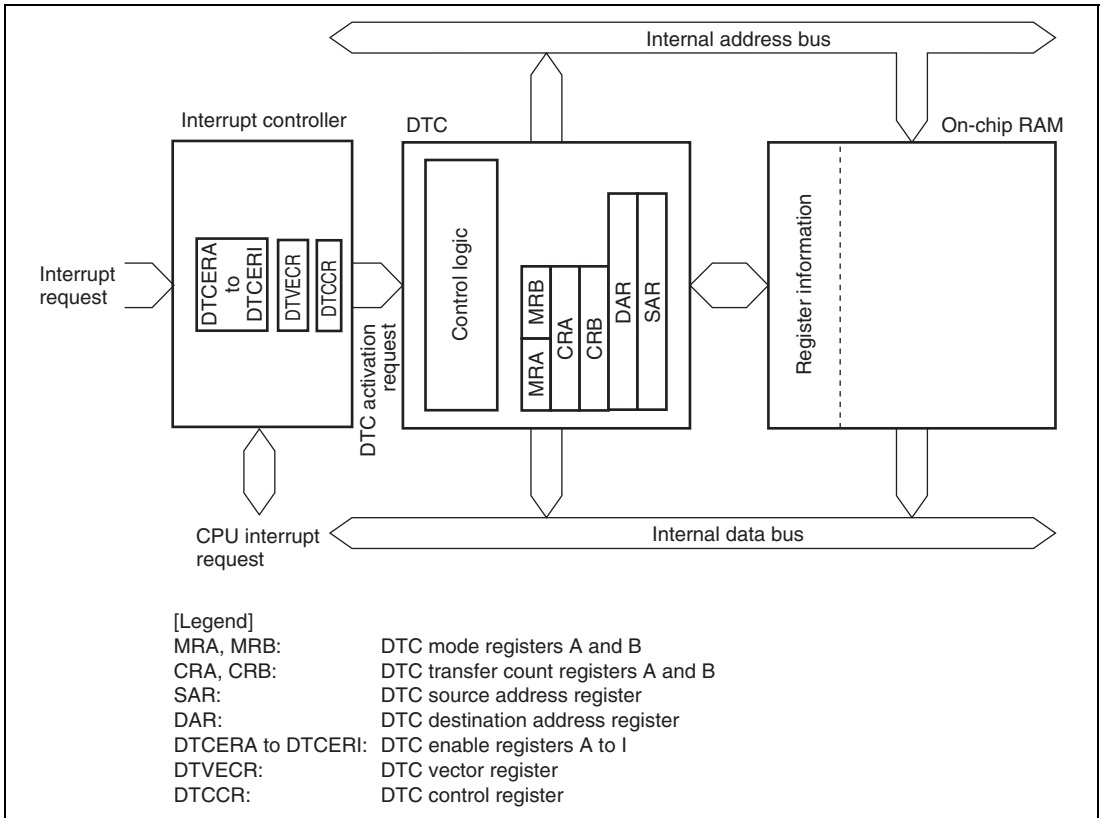 Internal address bus
Interrupt controller
DTC
On-chip RAM
Interrupt
request
DTCERA
to
DTCERI
DTVECR
DTCCR
DTC activation
request
Control logic
MRA
MRB
CRA
CRB
DAR
SAR
Register information
CPU interrupt
request
Internal data bus
[Legend]
MRA, MRB: DTC mode registers A and B
CRA, CRB: DTC transfer count registers A and B
SAR: DTC source address register
DAR: DTC destination address register
DTCERA to DTCERI: DTC enable registers A to I
DTVECR: DTC vector register
DTCCR: DTC control register